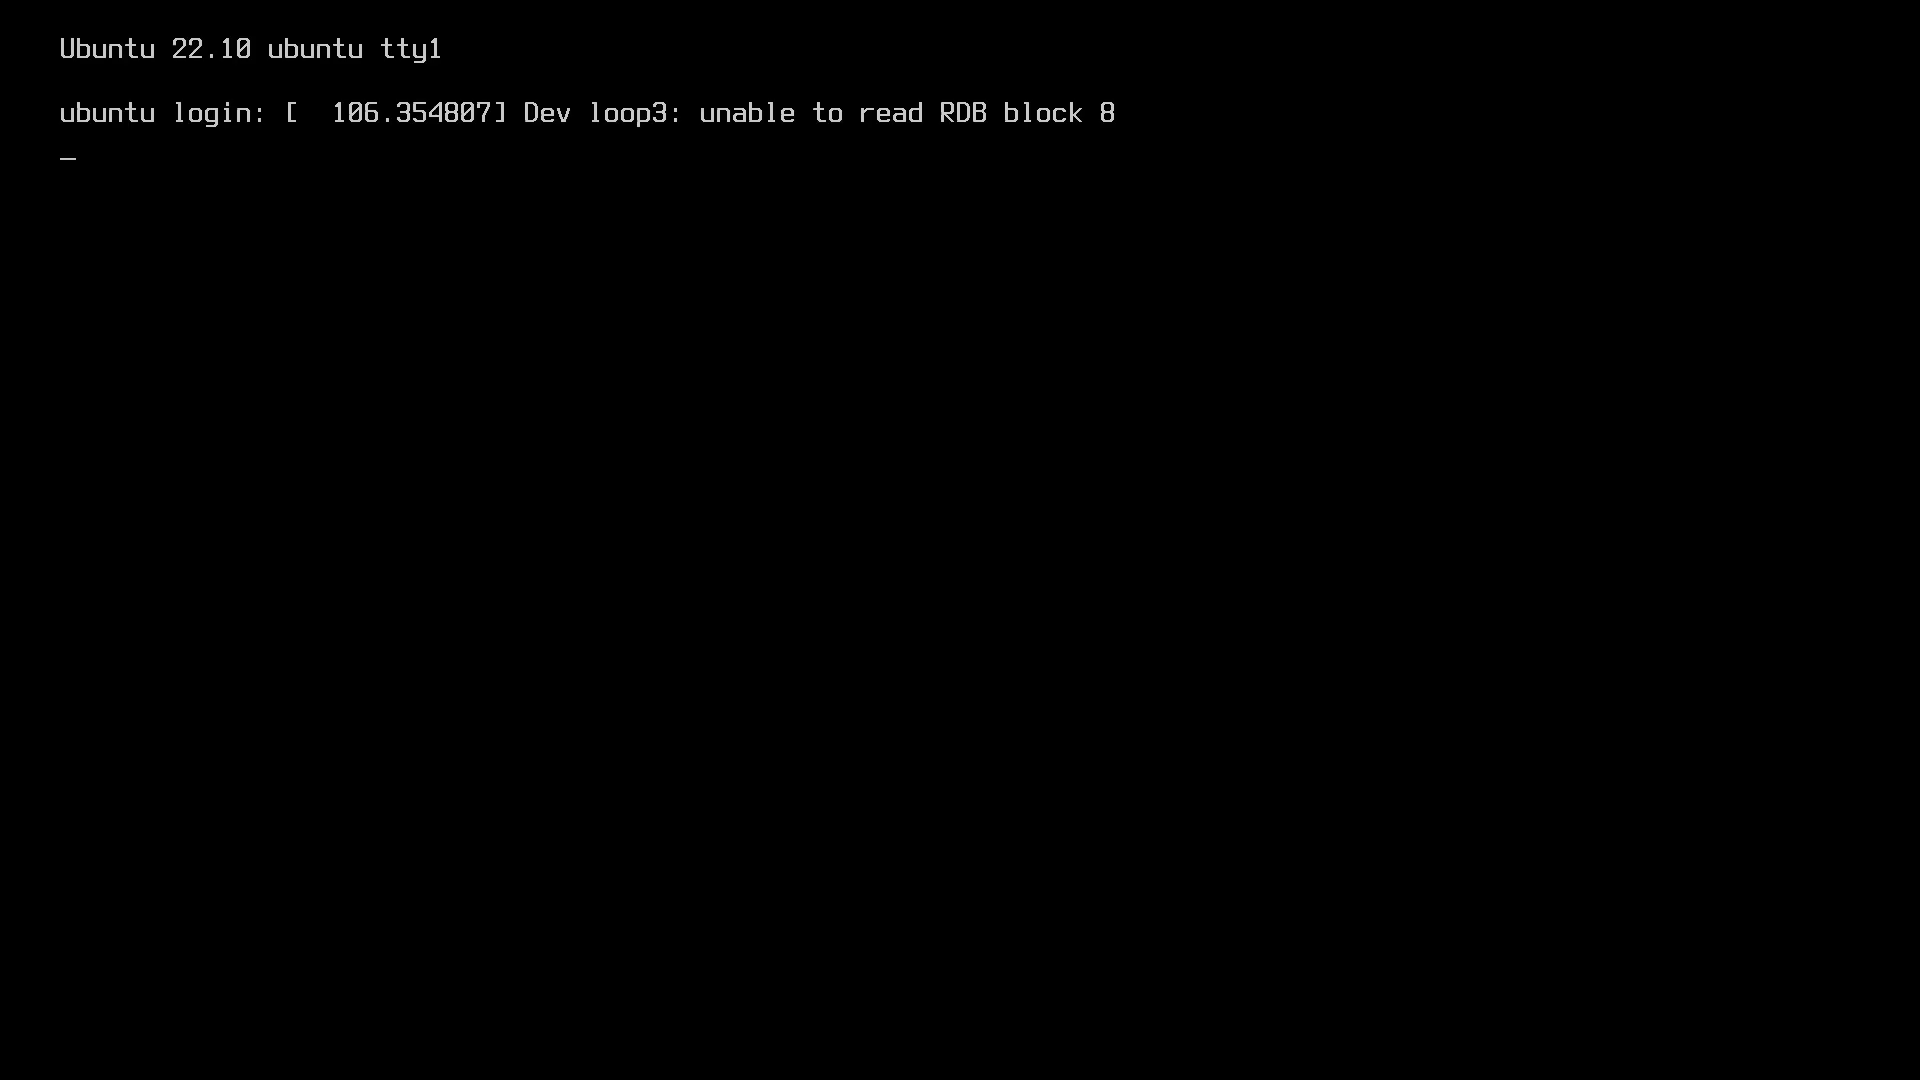 Ubuntu 22.10 ubuntu tty1
ubuntu login: [  106.354807] Dev loop3: unable to read RDB block 8
_